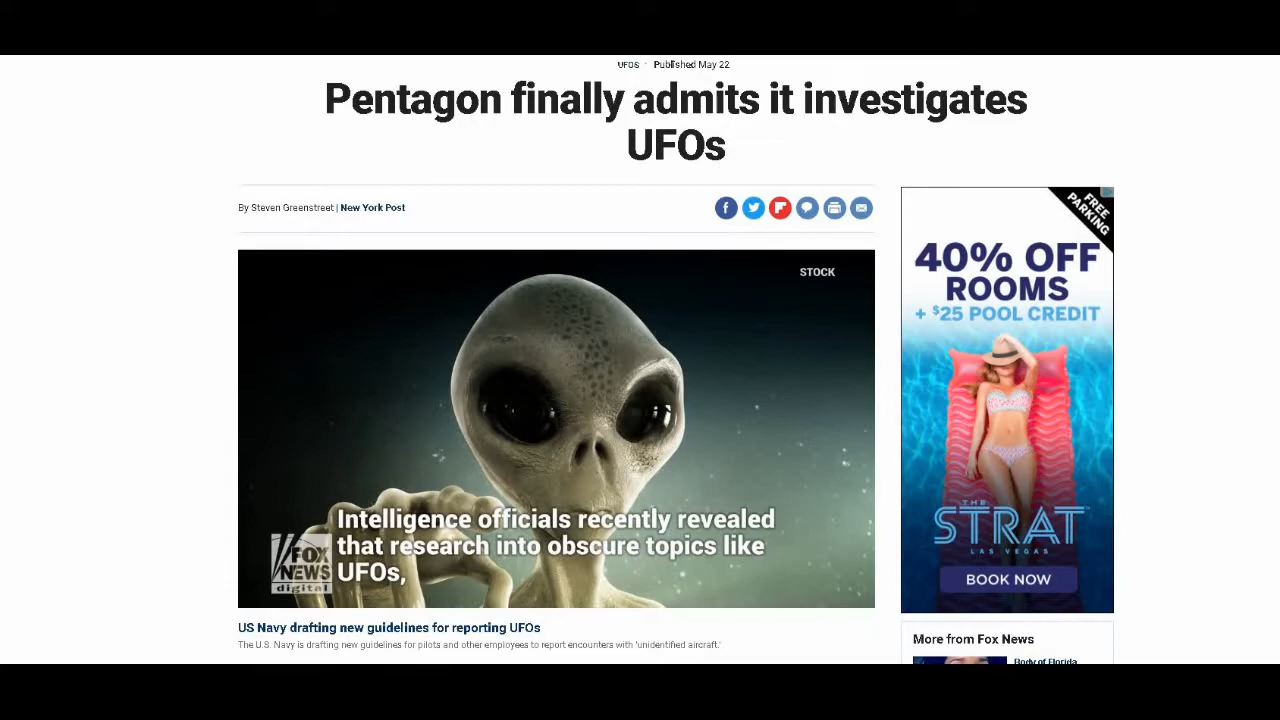 UFOS · Published May 22
Pentagon finally admits it investigates
UFOs
By Steven Greenstreet | New York Post
STOCK
Intelligence officials recently revealed
that research into obscure topics like
UFOs,
FOX
NEWS
digital
US Navy drafting new guidelines for reporting UFOs
The U.S. Navy is drafting new guidelines for pilots and other employees to report encounters with 'unidentified aircraft.'
FREE
PARKING
40% OFF
ROOMS
+ $25 POOL CREDIT
THE
STRAT
LAS VEGAS
BOOK NOW
More from Fox News
Body of Florida